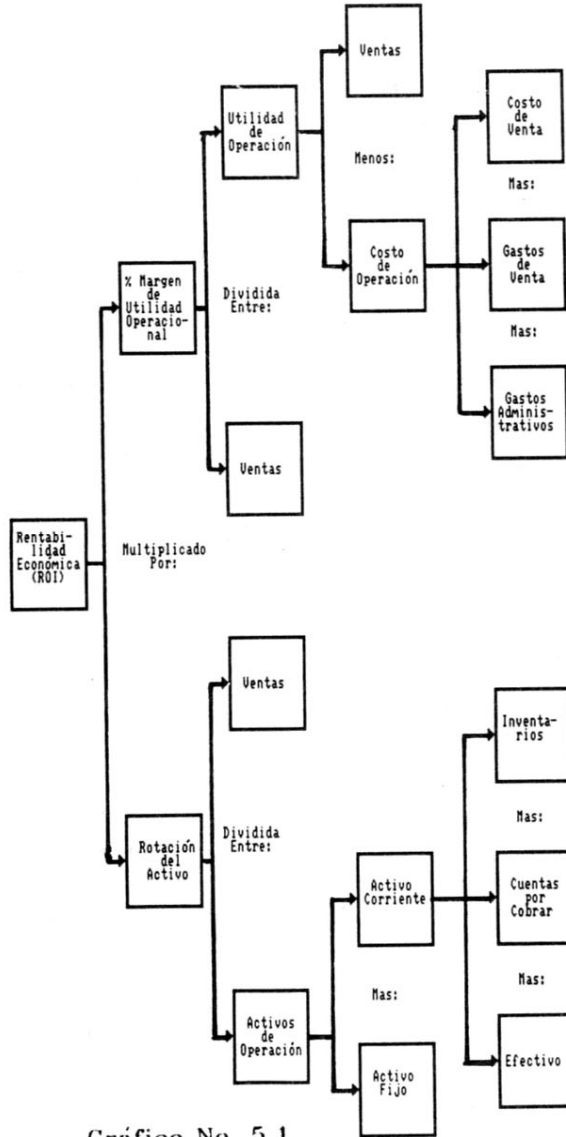 Ventas
Utilidad
de
Operación
Costo
de
Venta
Menos:
Mas:
Costo
de
Operación
Gastos
de
Venta
% Margen
de
Utilidad
Operacio-
nal
Dividida
Entre:
Mas:
Gastos
Adminis-
trativos
Ventas
Rentabi-
lidad
Económica
(ROI)
Multiplicado
Por:
Ventas
Inventa-
rios
Mas:
Dividida
Entre:
Rotación
del
Activo
Activo
Corriente
Cuentas
por
Cobrar
Mas:
Mas:
Activos
de
Operación
Efectivo
Activo
Fijo
Gráfico No. 5.1